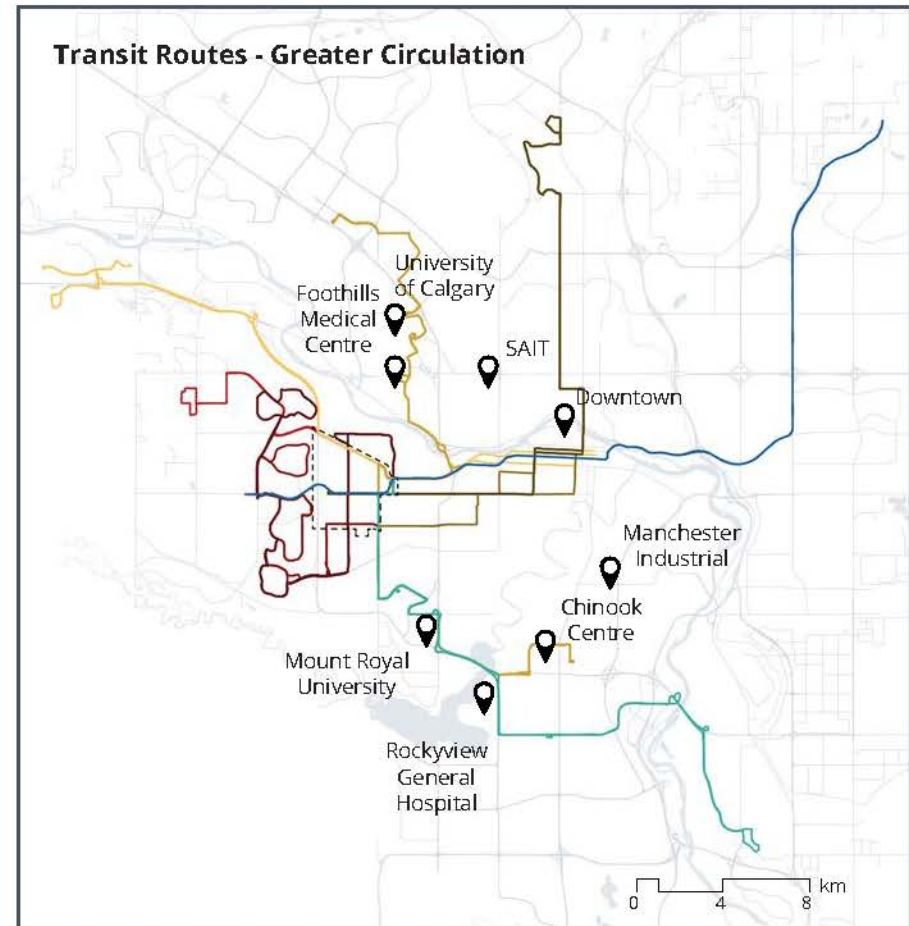 Transit Routes - Greater Circulation
University
of Calgary
Foothills
Medical
Centre
SAIT
Downtown
Manchester
Industrial
Chinook
Centre
Mount Royal
University
Rockyview
General
Hospital
km
0 4 8